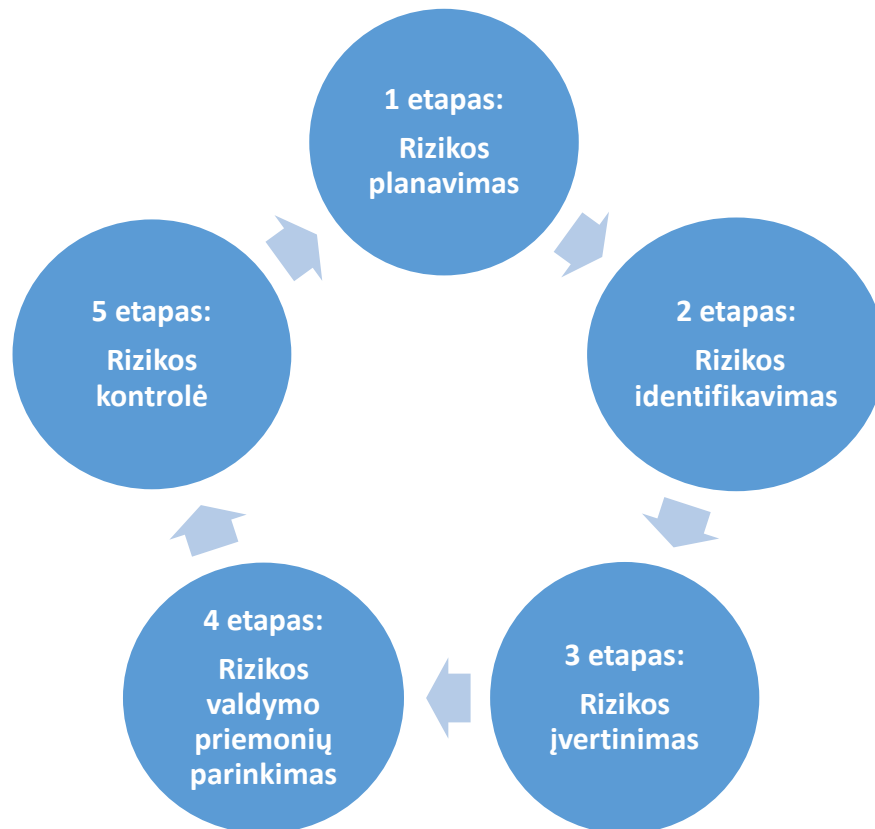 1 etapas:
Rizikos
planavimas
2 etapas:
Rizikos
identifikavimas
3 etapas:
Rizikos
įvertinimas
4 etapas:
Rizikos
valdymo
priemonių
parinkimas
5 etapas:
Rizikos
kontrolė